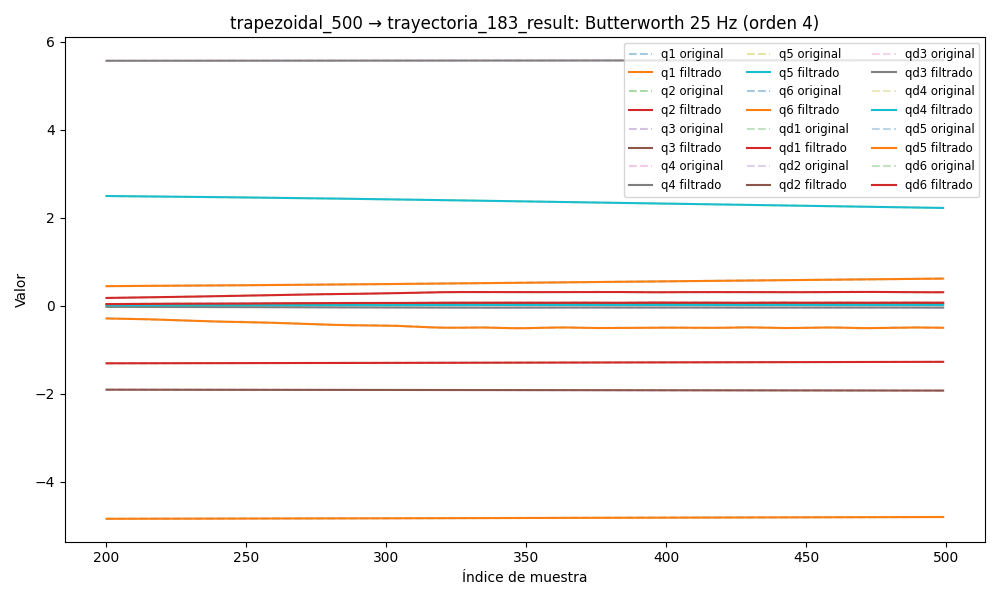 trapezoidal_500 → trayectoria_183_result: Butterworth 25 Hz (orden 4)
q1 original
q1 filtrado
q2 original
q2 filtrado
q3 original
q3 filtrado
q4 original
q4 filtrado
q5 original
q5 filtrado
q6 original
q6 filtrado
qd1 original
qd1 filtrado
qd2 original
qd2 filtrado
qd3 original
qd3 filtrado
qd4 original
qd4 filtrado
qd5 original
qd5 filtrado
qd6 original
qd6 filtrado
Valor
6
4
2
0
−2
−4
200
250
300
350
400
450
500
Índice de muestra